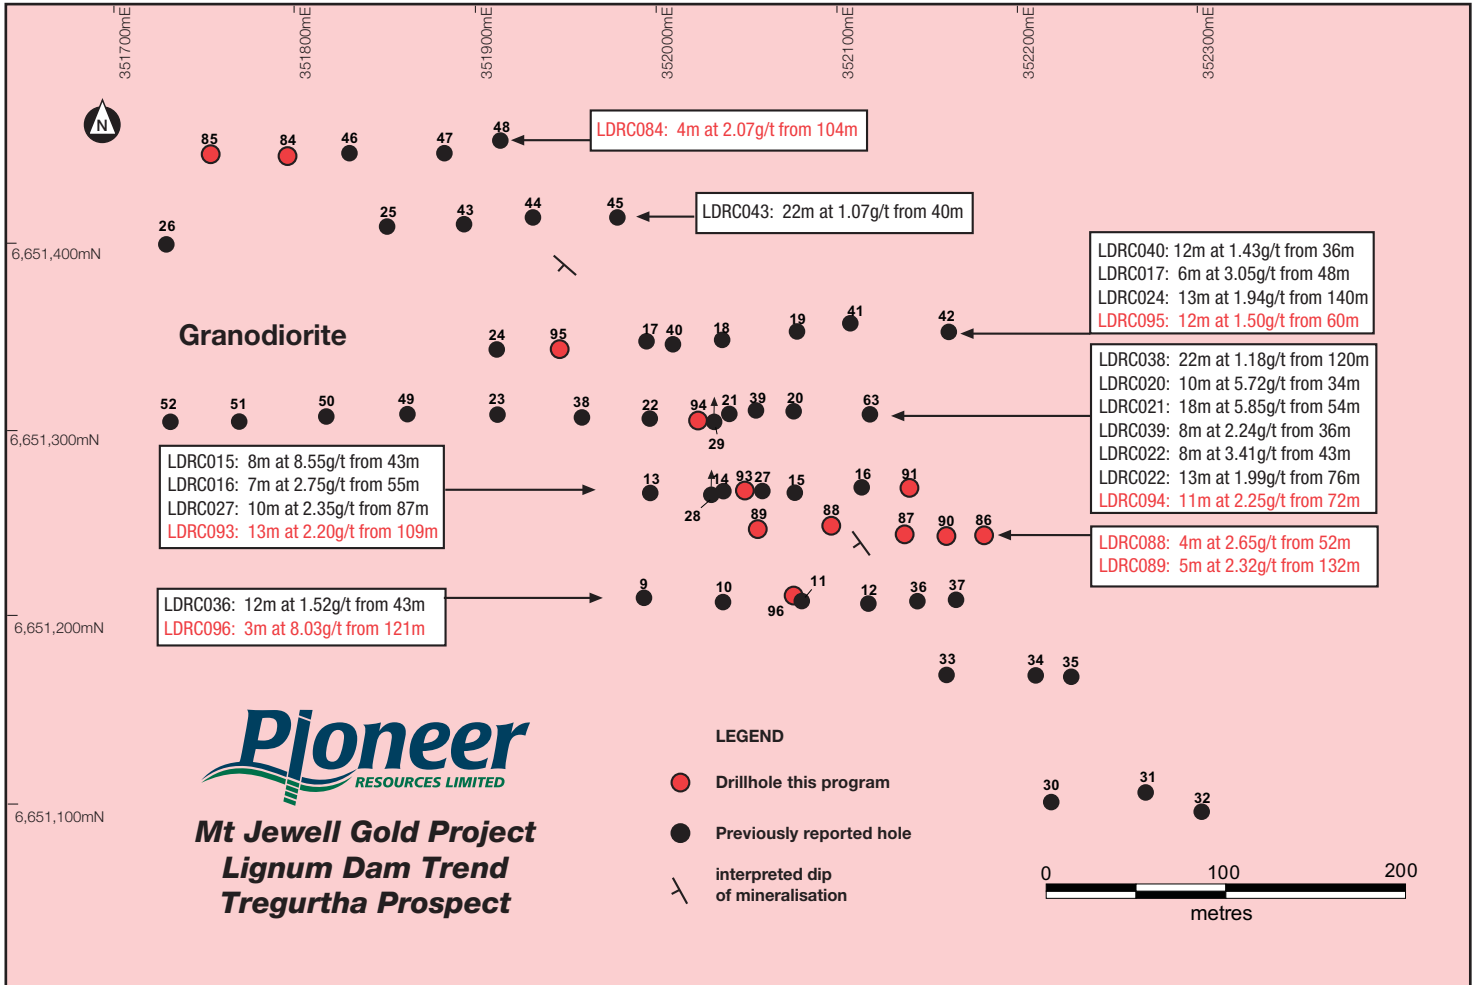 351700mE
351800mE
351900mE
352000mE
352100mE
352200mE
352300mE
N
85
84
46
47
48
LDRC084: 4m at 2.07g/t from 104m
26
25
43
44
45
LDRC043: 22m at 1.07g/t from 40m
6,651,400mN
LDRC040: 12m at 1.43g/t from 36m
LDRC017: 6m at 3.05g/t from 48m
LDRC024: 13m at 1.94g/t from 140m
LDRC095: 12m at 1.50g/t from 60m
Granodiorite
24
95
17
40
18
19
41
42
LDRC038: 22m at 1.18g/t from 120m
LDRC020: 10m at 5.72g/t from 34m
LDRC021: 18m at 5.85g/t from 54m
LDRC039: 8m at 2.24g/t from 36m
LDRC022: 8m at 3.41g/t from 43m
LDRC022: 13m at 1.99g/t from 76m
LDRC094: 11m at 2.25g/t from 72m
52
51
50
49
23
38
22
94
21
39
20
63
29
6,651,300mN
LDRC015: 8m at 8.55g/t from 43m
LDRC016: 7m at 2.75g/t from 55m
LDRC027: 10m at 2.35g/t from 87m
LDRC093: 13m at 2.20g/t from 109m
13
14
93
27
15
16
91
28
89
88
87
90
86
LDRC088: 4m at 2.65g/t from 52m
LDRC089: 5m at 2.32g/t from 132m
LDRC036: 12m at 1.52g/t from 43m
LDRC096: 3m at 8.03g/t from 121m
9
10
96
11
12
36
37
6,651,200mN
33
34
35
Pioneer
RESOURCES LIMITED
Mt Jewell Gold Project
Lignum Dam Trend
Tregurtha Prospect
LEGEND
Drillhole this program
Previously reported hole
interpreted dip
of mineralisation
30
31
32
6,651,100mN
0
100
200
metres